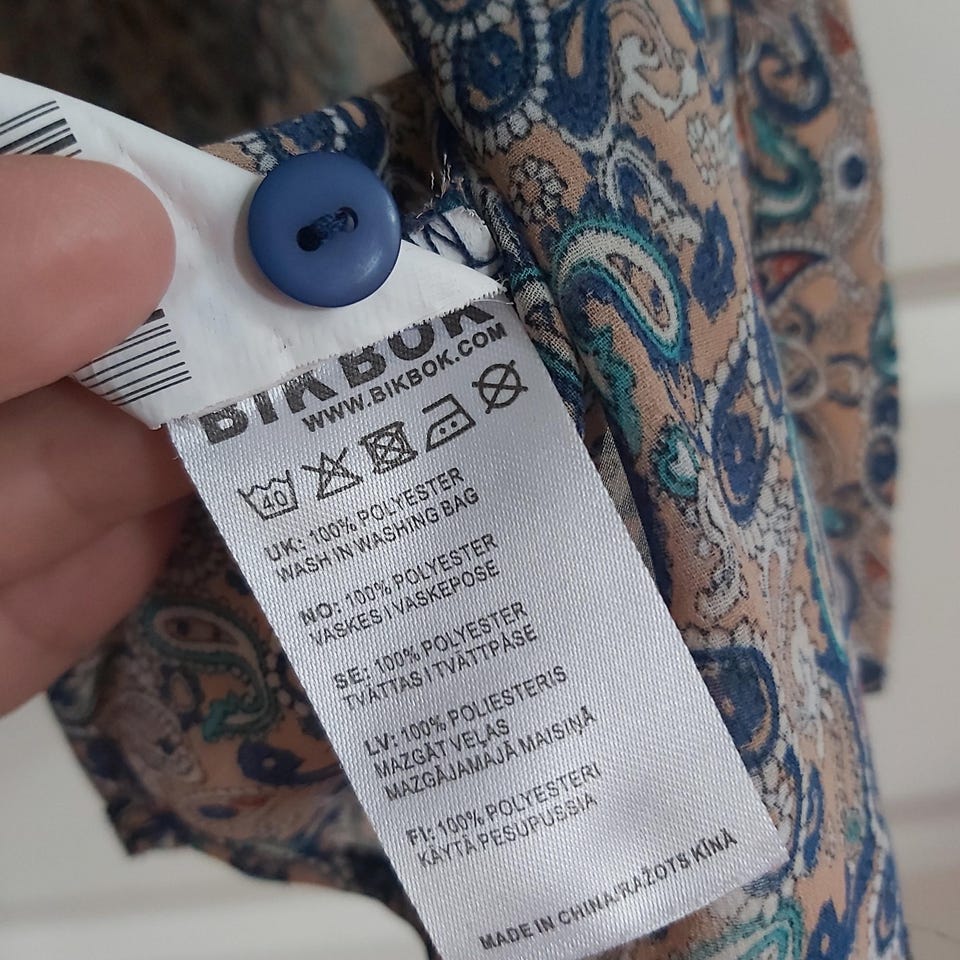 BIKBOK
WWW.BIKBOK.COM
40
UK: 100% POLYESTER
WASH IN WASHING BAG
NO: 100% POLYESTER
VASKES I VASKEPOSE
SE: 100% POLYESTER
TVÄTTAS I TVÄTTPÅSE
LV: 100% POLIESTERIS
MAZGĀT VEĻAS
MAZGĀJAMAJĀ MAISIŅĀ
FI: 100% POLYESTERI
KÄYTÄ PESUPUSSIA
MADE IN CHINA/RAŽOTS ĶĪNĀ